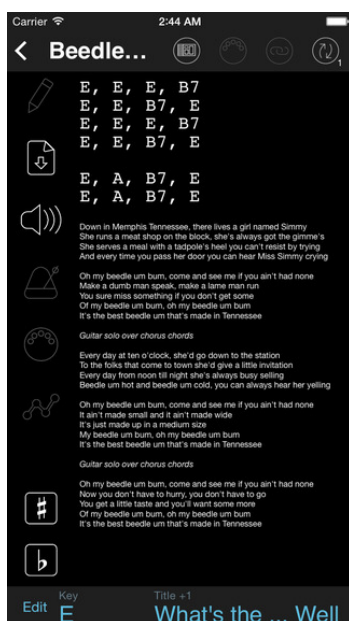 Carrier 2:44 AM
Beedle...
1
E, E, E, B7
E, E, B7, E
E, E, E, B7
E, E, B7, E
E, A, B7, E
E, A, B7, E
Down in Memphis Tennessee, there lives a girl named Simmy
She runs a meat shop on the block, she's always got the gimme's
She serves a meal with a tadpole's heel you can't resist by trying
And every time you pass her door you can hear Miss Simmy crying
Oh my beedle um bum, come and see me if you ain't had none
Make a dumb man speak, make a lame man run
You sure miss something if you don't get some
Of my beedle um bum, oh my beedle um bum
It's the best beedle um that's made in Tennessee
Guitar solo over chorus chords
Every day at ten o'clock, she'd go down to the station
To the folks that come to town she'd give a little invitation
Every day from noon till night she's always busy selling
Beedle um hot and beedle um cold, you can always hear her yelling
Oh my beedle um bum, come and see me if you ain't had none
It ain't made small and it ain't made wide
It's just made up in a medium size
My beedle um bum, oh my beedle um bum
It's the best beedle um that's made in Tennessee
Guitar solo over chorus chords
Oh my beedle um bum, come and see me if you ain't had none
Now you don't have to hurry, you don't have to go
You get a little taste and you'll want some more
Of my beedle um bum, oh my beedle um bum
It's the best beedle um that's made in Tennessee
♯
♭
Key Title +1
Edit E What's the ... Well